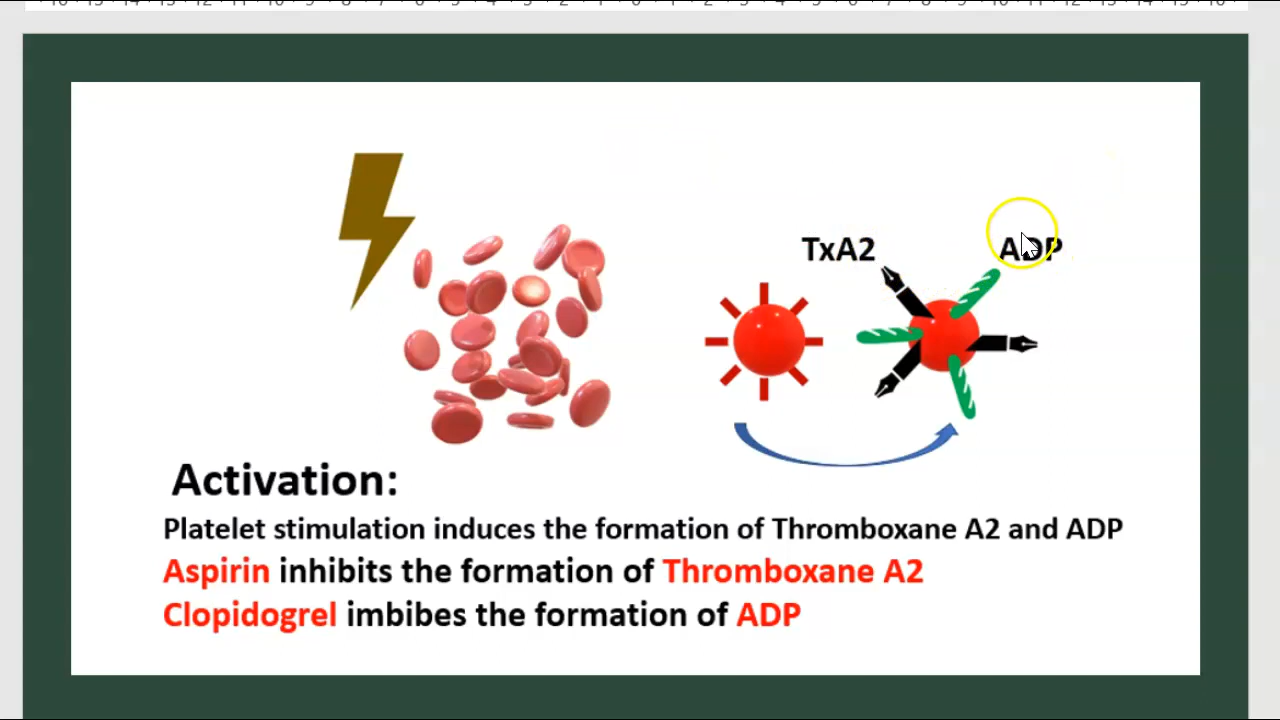 TxA2
ADP
Activation:
Platelet stimulation induces the formation of Thromboxane A2 and ADP
Aspirin inhibits the formation of Thromboxane A2
Clopidogrel imbibes the formation of ADP